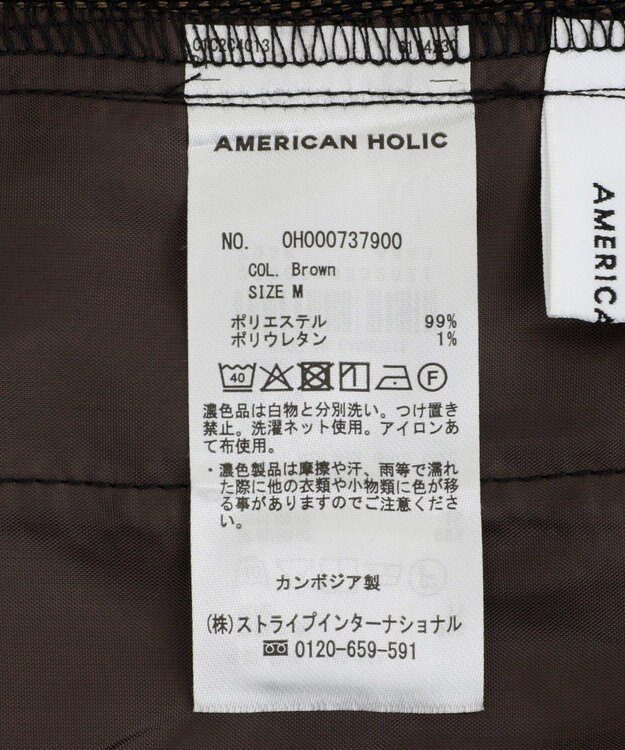 AMERICAN HOLIC
NO. OH000737900
COL. Brown
SIZE M
ポリエステル 99%
ポリウレタン 1%
40 F
濃色品は白物と分別洗い。つけ置き
禁止。洗濯ネット使用。アイロンあ
て布使用。
・濃色製品は摩擦や汗、雨等で濡れ
た際に他の衣類や小物類に色が移
る事がありますのでご注意くださ
い。
カンボジア製
(株)ストライプインターナショナル
0120-659-591
AMERICA